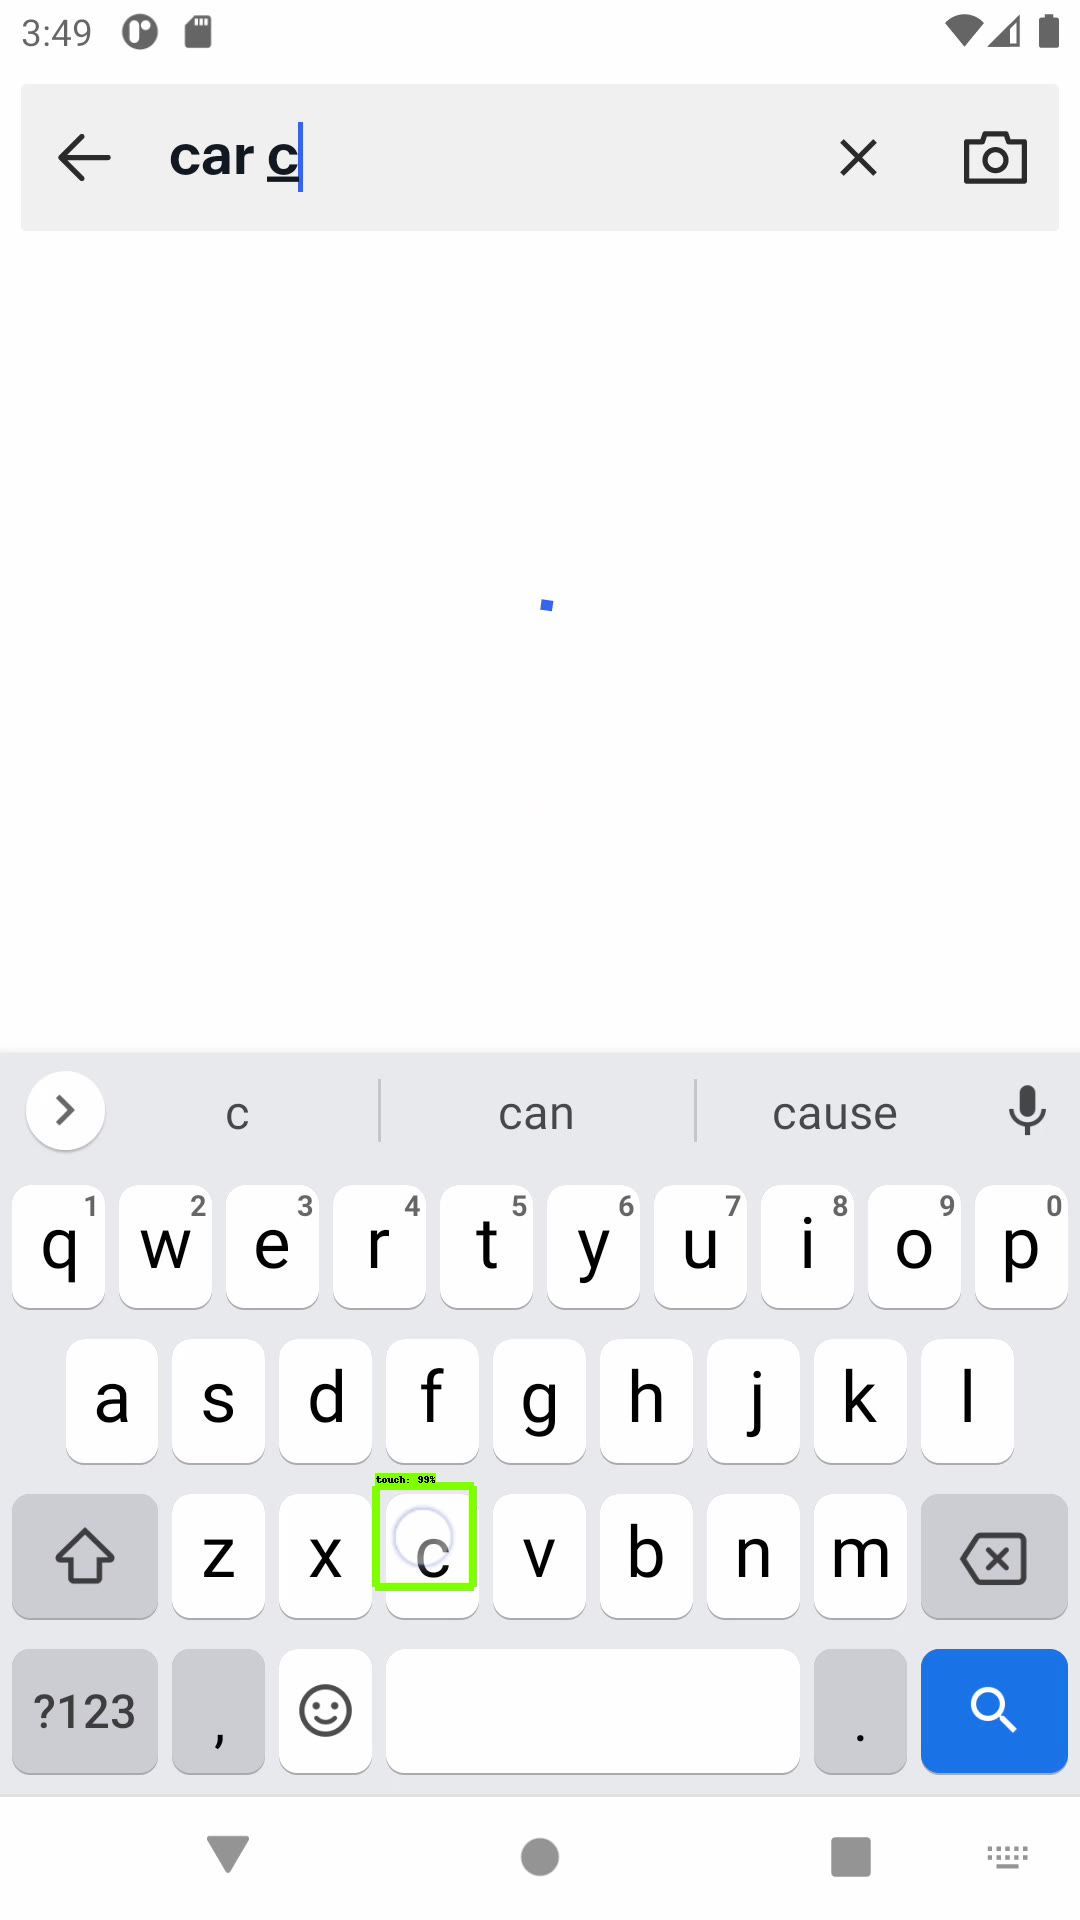 3:49
car c
c can cause
1 2 3 4 5 6 7 8 9 0
q w e r t y u i o p
a s d f g h j k l
touch: 99%
z x c v b n m
?123 , .